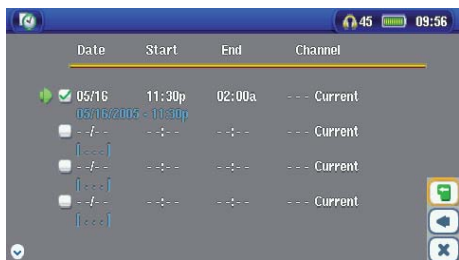 45 09:56
Date Start End Channel
05/16 11:30p 02:00a - - - Current
05/16/2005 - 11:30p
- -/- - - -:- - - -:- - - - - Current
[ - - - ]
- -/- - - -:- - - -:- - - - - Current
[ - - - ]
- -/- - - -:- - - -:- - - - - Current
[ - - - ]